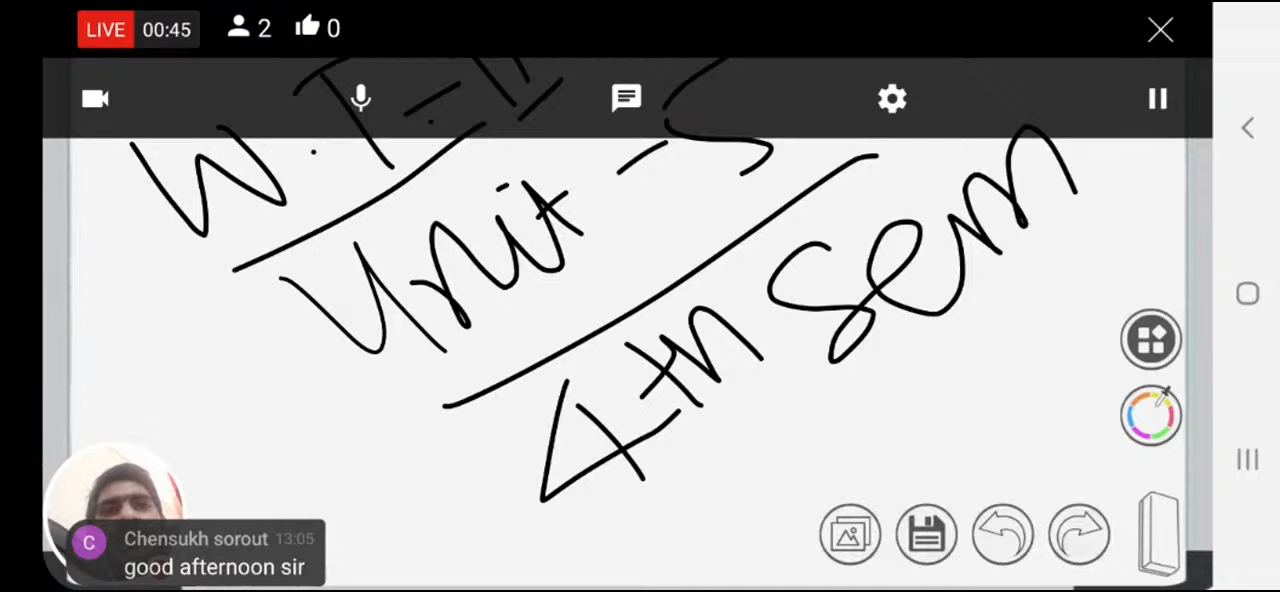 LIVE 00:45 2 0
W.T-II
Unit-5
4th Sem
C Chensukh sorout 13:05
good afternoon sir